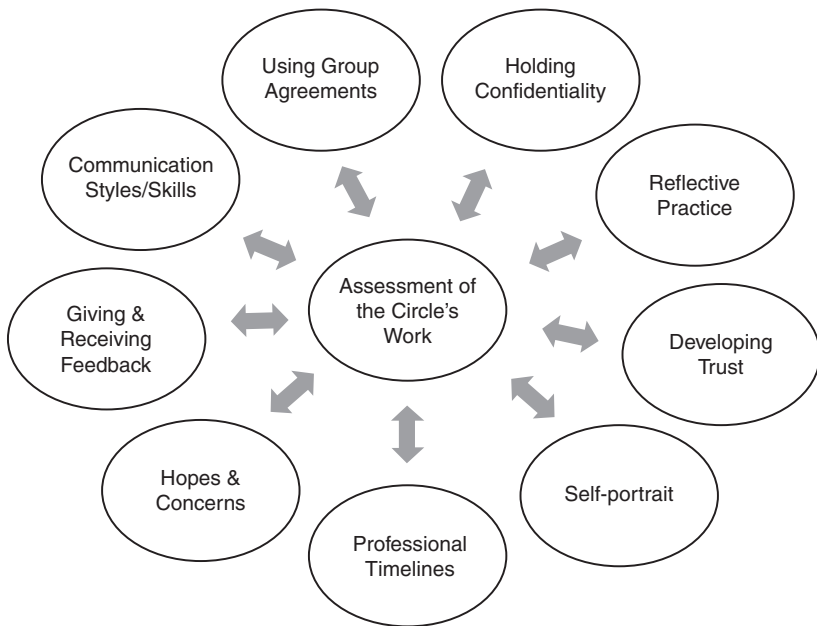 Using Group
Agreements
Holding
Confidentiality
Communication
Styles/Skills
Reflective
Practice
Assessment of
the Circle's
Work
Giving &
Receiving
Feedback
Developing
Trust
Hopes &
Concerns
Self-portrait
Professional
Timelines